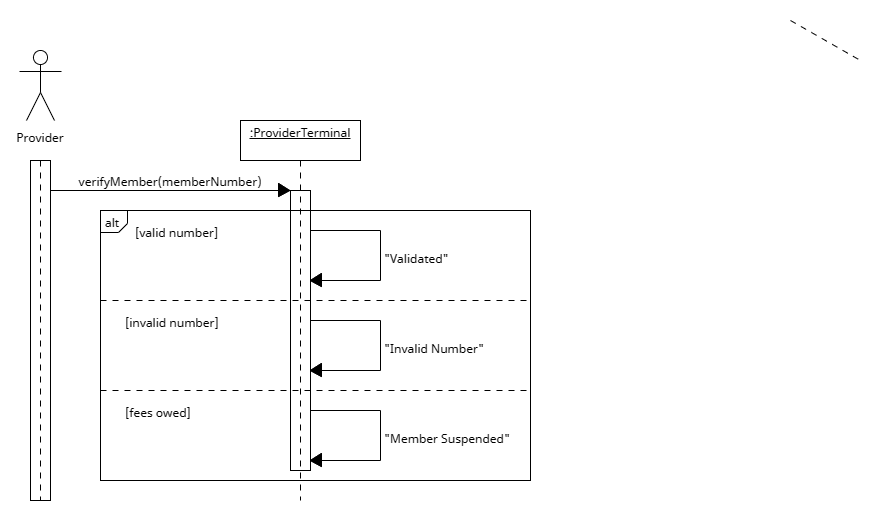 Provider
:ProviderTerminal
verifyMember(memberNumber)
alt
[valid number]
"Validated"
[invalid number]
"Invalid Number"
[fees owed]
"Member Suspended"